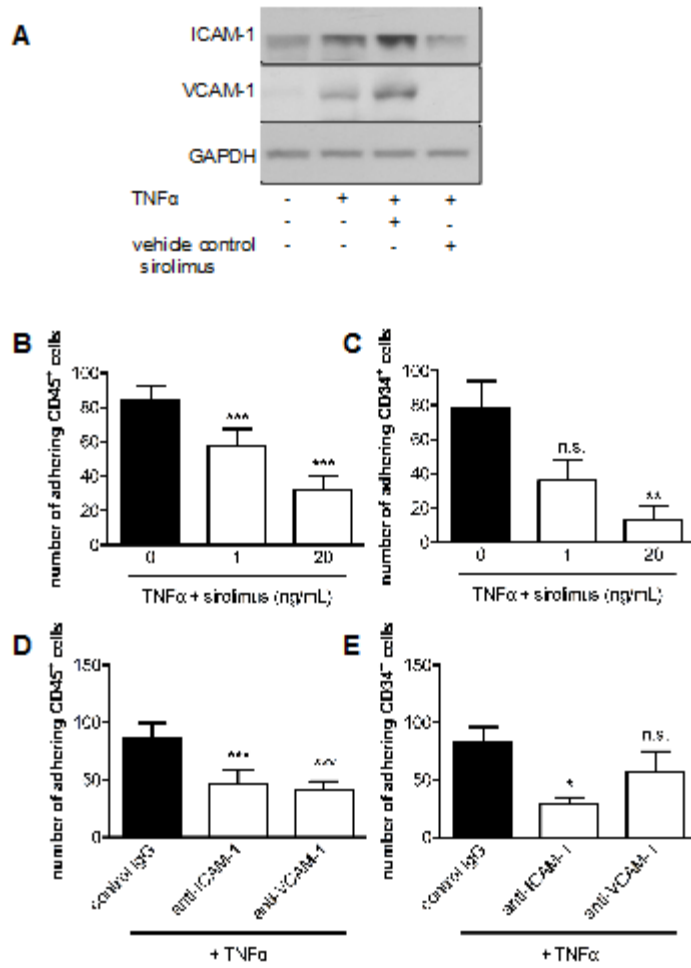 A
ICAM-1
VCAM-1
GAPDH
TNFα - + + +
- - + -
vehide control - - - +
sirolimus
B
number of adhering CD45+ cells
100
80
60
40
20
0
*** ***
0 1 20
TNFα + sirolimus (ng/mL)
C
number of adhering CD34+ cells
100
80
60
40
20
0
n.s. **
0 1 20
TNFα + sirolimus (ng/mL)
D
number of adhering CD45+ cells
150
100
50
0
***
control IgG anti-ICAM-1 anti-VCAM-1
+ TNFα
E
number of adhering CD34+ cells
150
100
50
0
* n.s.
control IgG anti-ICAM-1 anti-VCAM-1
+ TNFα